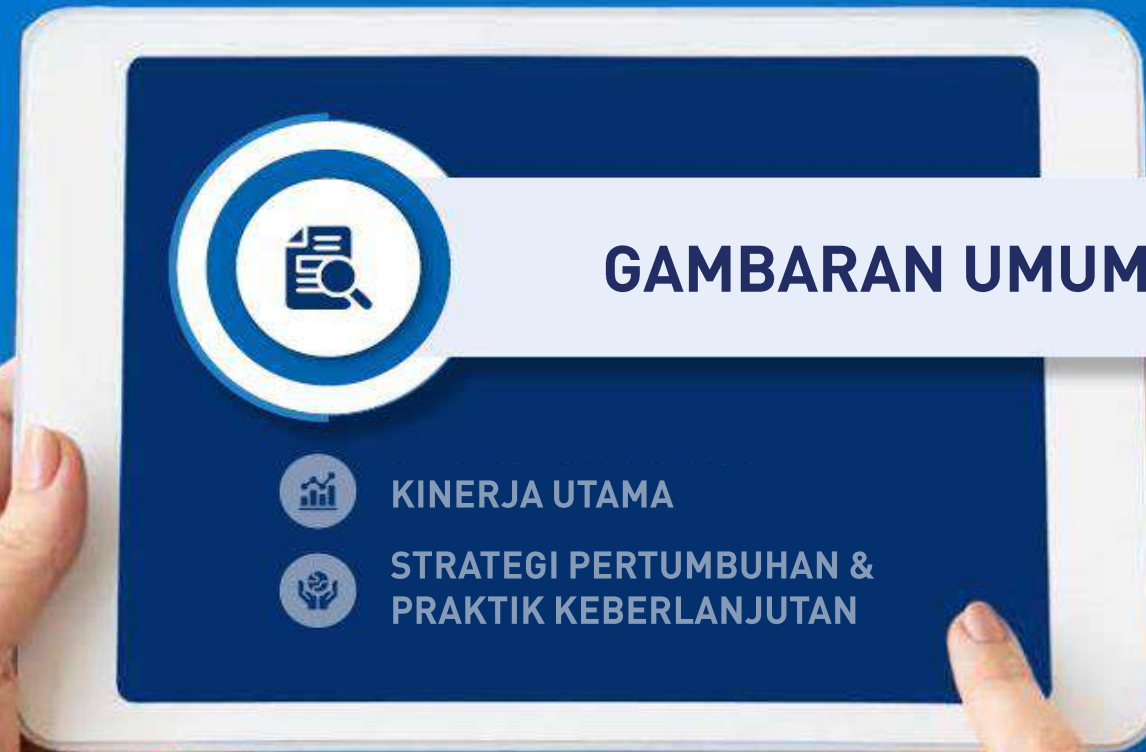 GAMBARAN UMUM
KINERJA UTAMA
STRATEGI PERTUMBUHAN &
PRAKTIK KEBERLANJUTAN